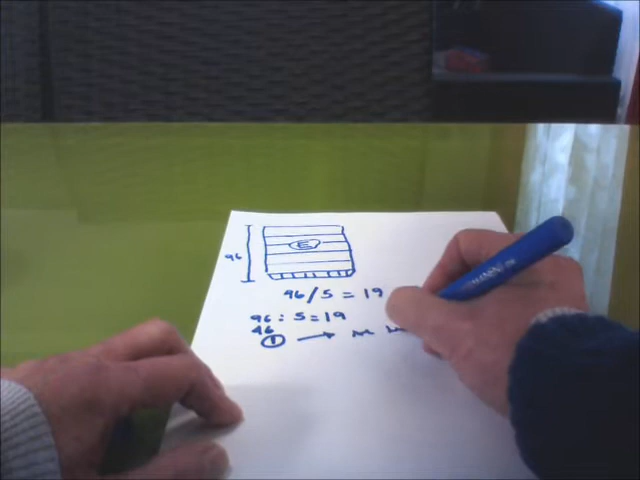 E
96
96/5 = 19
96 : 5 = 19
46
1 →